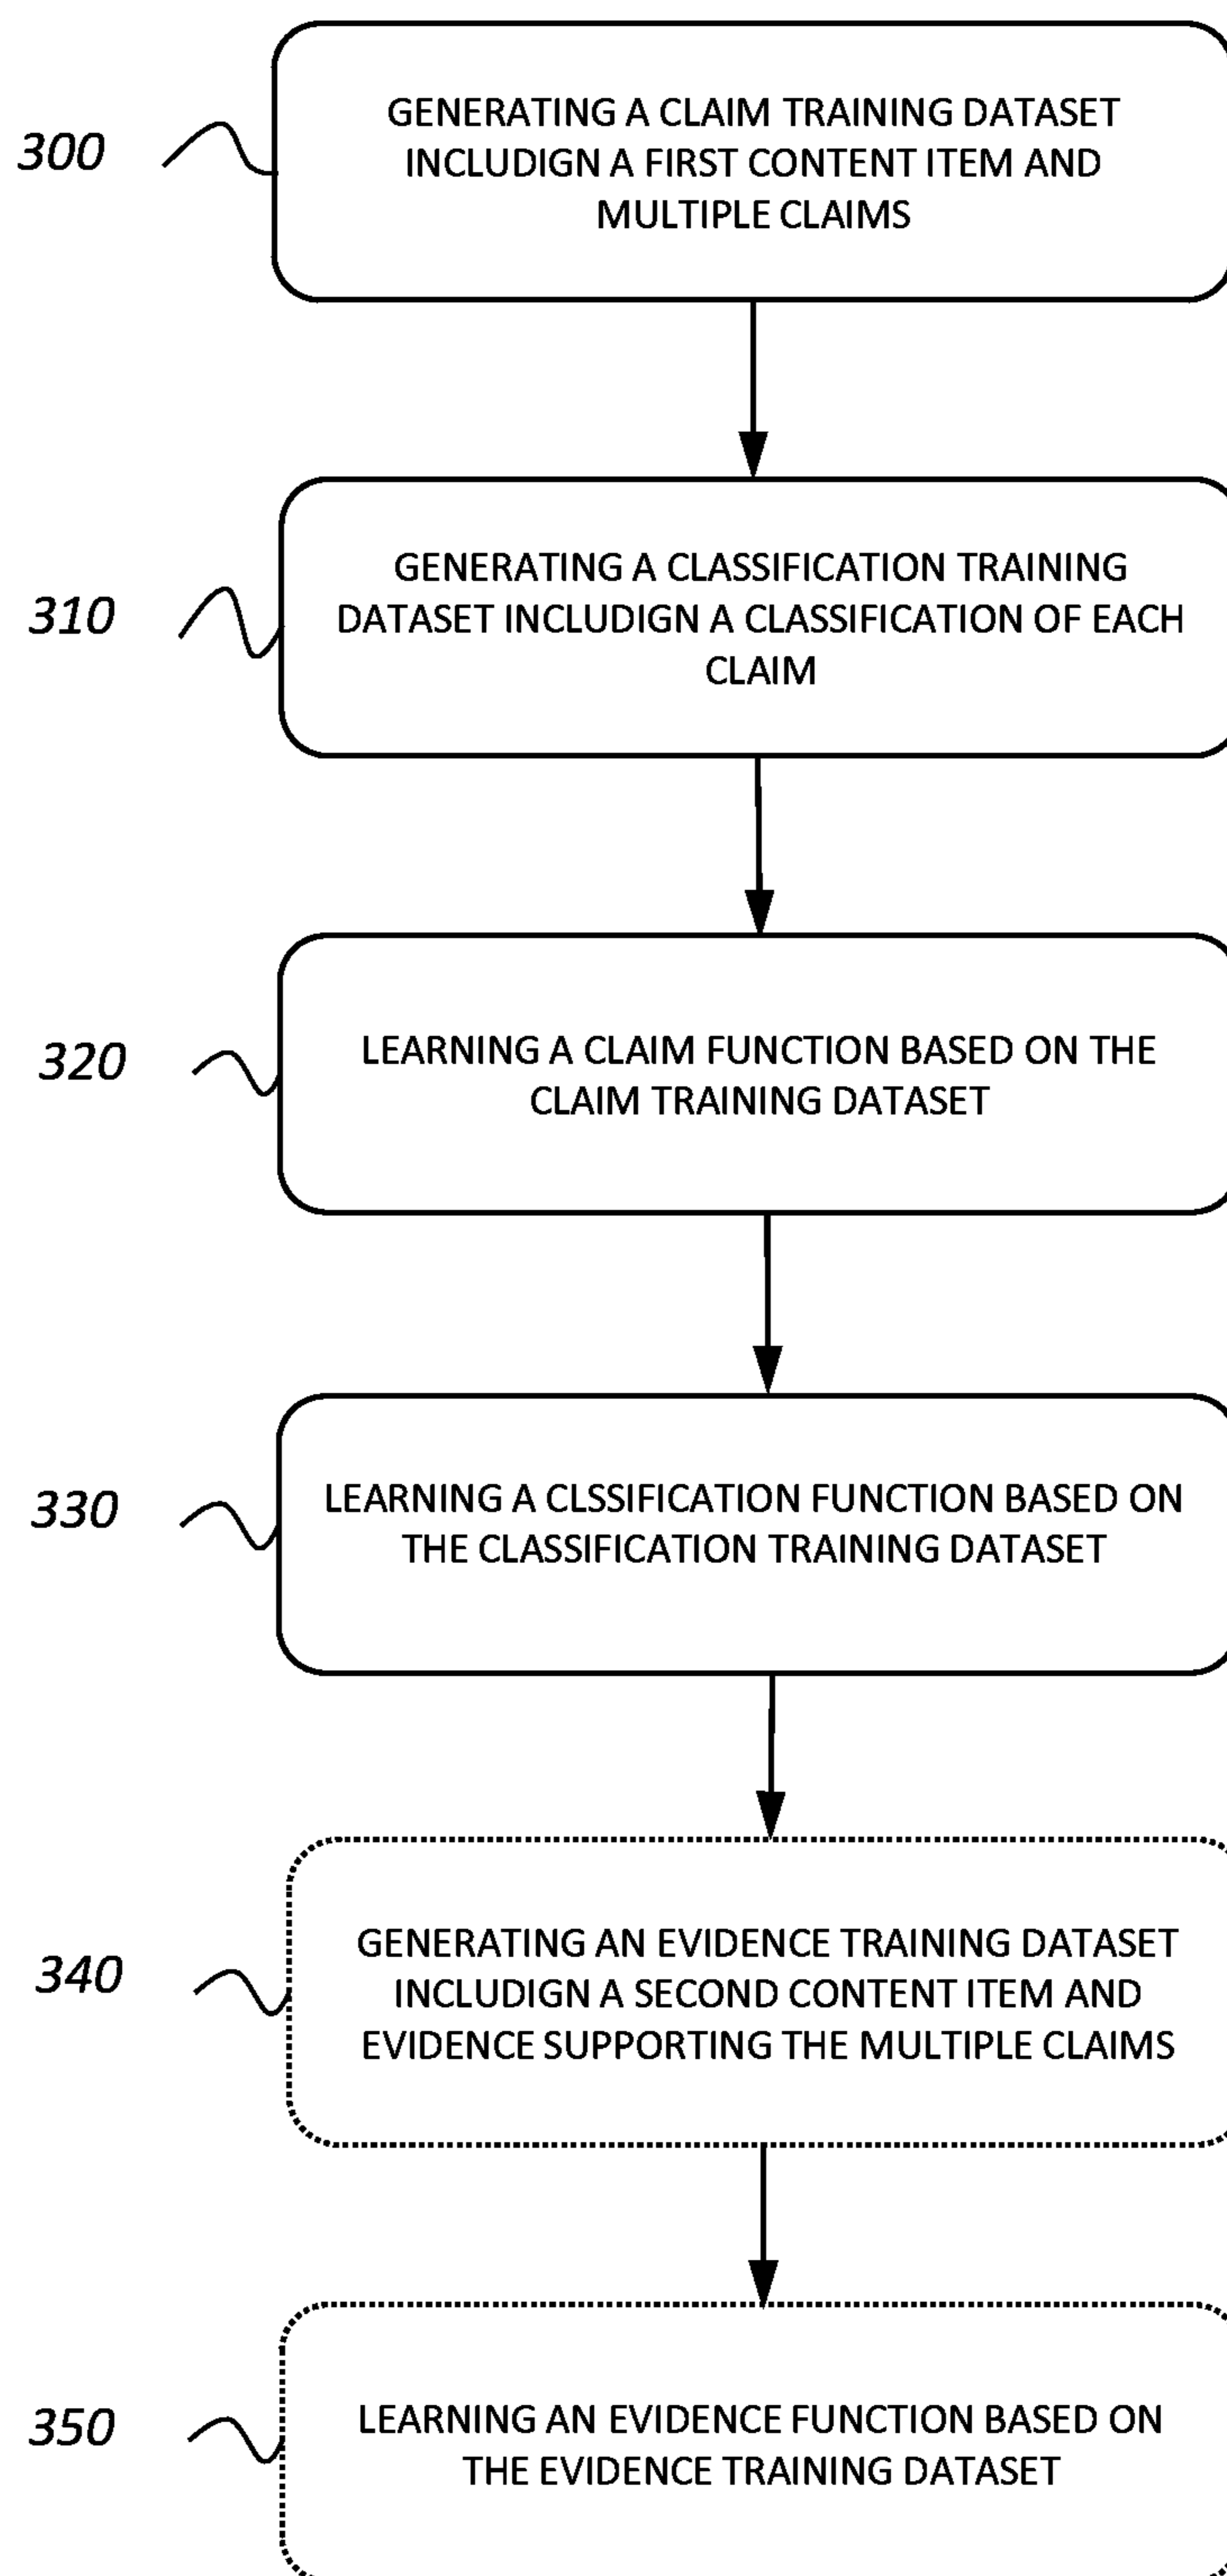 300
GENERATING A CLAIM TRAINING DATASET
INCLUDIGN A FIRST CONTENT ITEM AND
MULTIPLE CLAIMS
310
GENERATING A CLASSIFICATION TRAINING
DATASET INCLUDIGN A CLASSIFICATION OF EACH
CLAIM
320
LEARNING A CLAIM FUNCTION BASED ON THE
CLAIM TRAINING DATASET
330
LEARNING A CLSSIFICATION FUNCTION BASED ON
THE CLASSIFICATION TRAINING DATASET
340
GENERATING AN EVIDENCE TRAINING DATASET
INCLUDIGN A SECOND CONTENT ITEM AND
EVIDENCE SUPPORTING THE MULTIPLE CLAIMS
350
LEARNING AN EVIDENCE FUNCTION BASED ON
THE EVIDENCE TRAINING DATASET